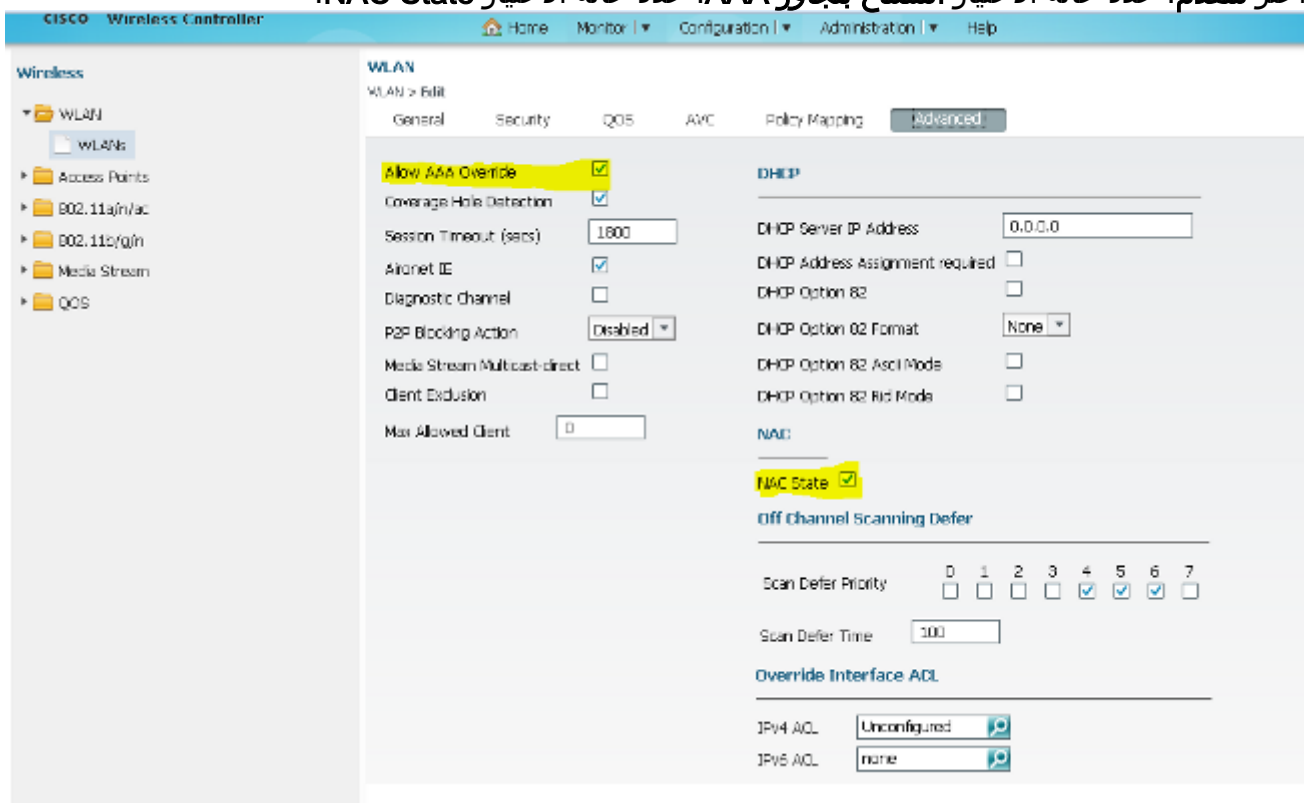 CISCO Wireless Controller
Home Monitor Configuration Administration Help
Wireless
WLAN
WLANs
Access Points
802.11a/n/ac
802.11b/g/n
Media Stream
QOS
WLAN
WLAN > Edit
General Security QOS AVC Policy Mapping Advanced
Allow AAA Override
Coverage Hole Detection
Session Timeout (secs) 1800
Aironet IE
Diagnostic Channel
P2P Blocking Action Disabled
Media Stream Multicast-direct
Client Exclusion
Max Allowed Client 0
DHCP
DHCP Server IP Address 0.0.0.0
DHCP Address Assignment required
DHCP Option 82
DHCP Option 82 Format None
DHCP Option 82 Ascii Mode
DHCP Option 82 Rid Mode
NAC
NAC State
Off Channel Scanning Defer
0 1 2 3 4 5 6 7
Scan Defer Priority
Scan Defer Time 100
Override Interface ACL
IPv4 ACL Unconfigured
IPv6 ACL none